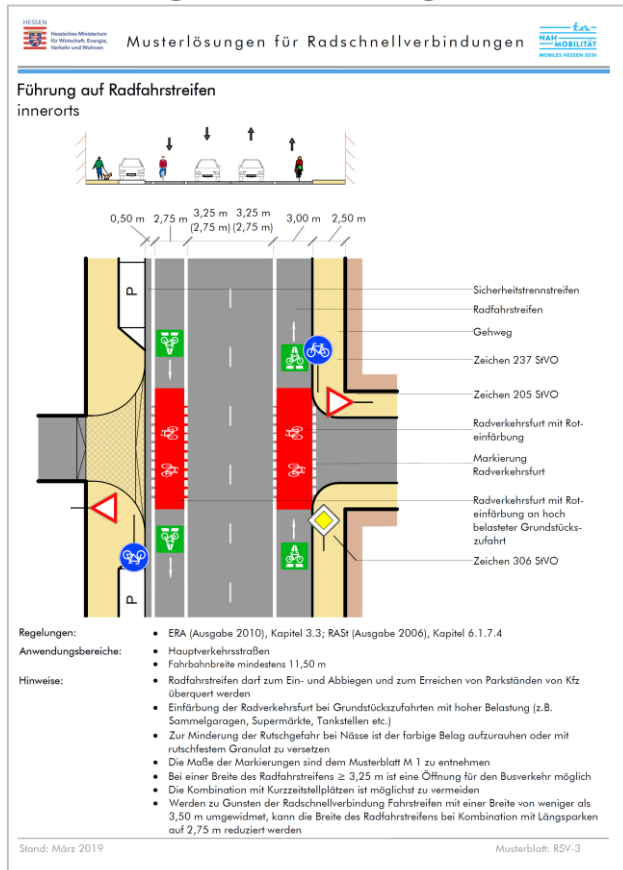 HESSEN
Hessisches Ministerium
für Wirtschaft, Energie,
Verkehr und Wohnen
Musterlösungen für Radschnellverbindungen
NAH
MOBILITÄT
MOBILES HESSEN 2030
Führung auf Radfahrstreifen
innerorts
0,50 m 2,75 m 3,25 m 3,25 m 3,00 m 2,50 m
(2,75 m) (2,75 m)
P
Sicherheitstrennstreifen
Radfahrstreifen
Gehweg
Zeichen 237 StVO
Zeichen 205 StVO
Radverkehrsfurt mit Rot-
einfärbung
Markierung
Radverkehrsfurt
Radverkehrsfurt mit Rot-
einfärbung an hoch
belasteter Grundstücks-
zufahrt
Zeichen 306 StVO
P
Regelungen: • ERA (Ausgabe 2010), Kapitel 3.3; RASt (Ausgabe 2006), Kapitel 6.1.7.4
Anwendungsbereiche: • Hauptverkehrsstraßen
• Fahrbahnbreite mindestens 11,50 m
Hinweise: • Radfahrstreifen darf zum Ein- und Abbiegen und zum Erreichen von Parkständen von Kfz
überquert werden
• Einfärbung der Radverkehrsfurt bei Grundstückszufahrten mit hoher Belastung (z.B.
Sammelgaragen, Supermärkte, Tankstellen etc.)
• Zur Minderung der Rutschgefahr bei Nässe ist der farbige Belag aufzurauhen oder mit
rutschfestem Granulat zu versetzen
• Die Maße der Markierungen sind dem Musterblatt M 1 zu entnehmen
• Bei einer Breite des Radfahrstreifens ≥ 3,25 m ist eine Öffnung für den Busverkehr möglich
• Die Kombination mit Kurzzeitstellplätzen ist möglichst zu vermeiden
• Werden zu Gunsten der Radschnellverbindung Fahrstreifen mit einer Breite von weniger als
3,50 m umgewidmet, kann die Breite des Radfahrstreifens bei Kombination mit Längsparken
auf 2,75 m reduziert werden
Stand: März 2019
Musterblatt: RSV-3